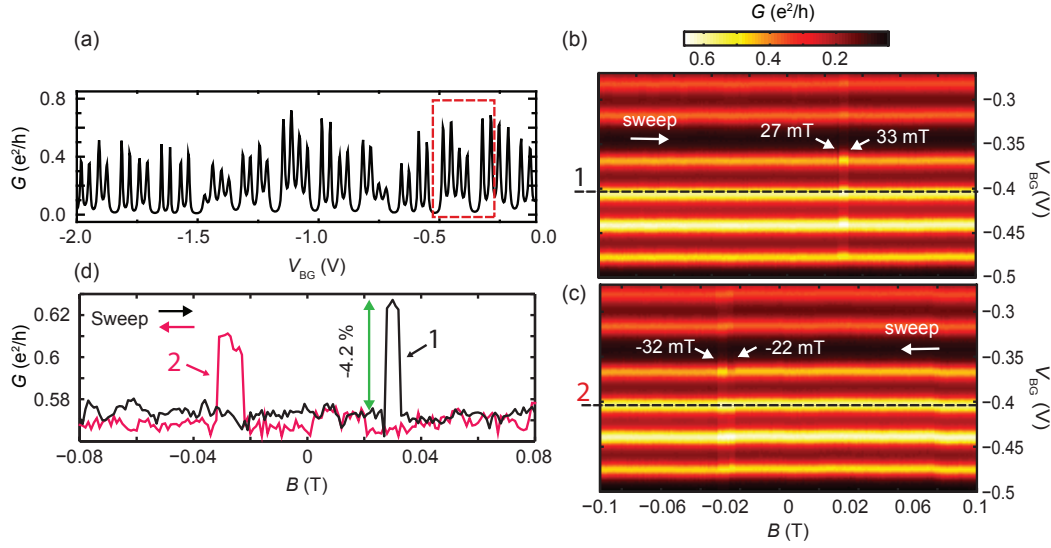 (a)
G (e²/h)
0.8
0.4
0.0
-2.0 -1.5 -1.0 -0.5 0.0
V_BG (V)
G (e²/h)
0.6 0.4 0.2
(b)
sweep
27 mT 33 mT
1
−0.3
−0.35
−0.4
−0.45
−0.5
V_BG (V)
(c)
sweep
-32 mT -22 mT
2
−0.3
−0.35
−0.4
−0.45
−0.5
V_BG (V)
−0.1 −0.06 −0.02 0 0.02 0.06 0.1
B (T)
(d)
G (e²/h)
0.62
0.6
0.58
Sweep
2
-4.2 %
1
−0.08 −0.04 0 0.04 0.08
B (T)